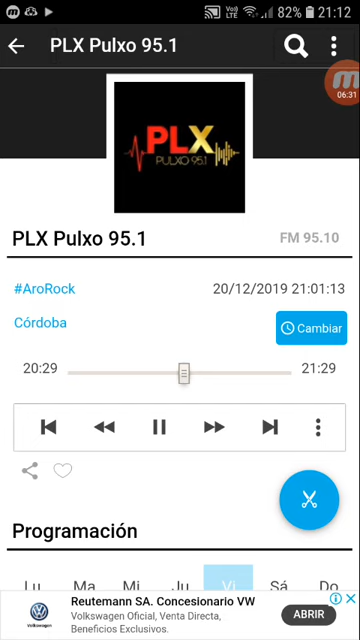 82% 21:12
PLX Pulxo 95.1
06:31
PLX
PULXO 95.1
PLX Pulxo 95.1
FM 95.10
#AroRock
20/12/2019 21:01:13
Córdoba
Cambiar
20:29
21:29
Programación
Lu Ma Mi Ju Vi Sá Do
Reutemann SA. Concesionario VW
Volkswagen Oficial, Venta Directa,
Beneficios Exclusivos.
Volkswagen
ABRIR